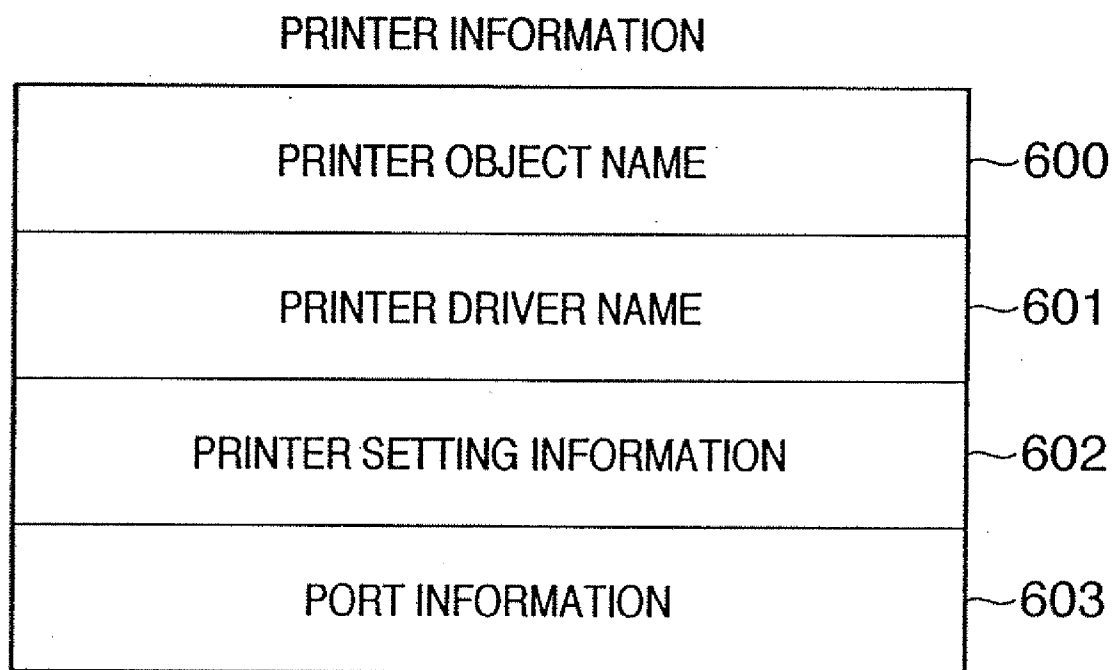 PRINTER INFORMATION
PRINTER OBJECT NAME 600
PRINTER DRIVER NAME 601
PRINTER SETTING INFORMATION 602
PORT INFORMATION 603